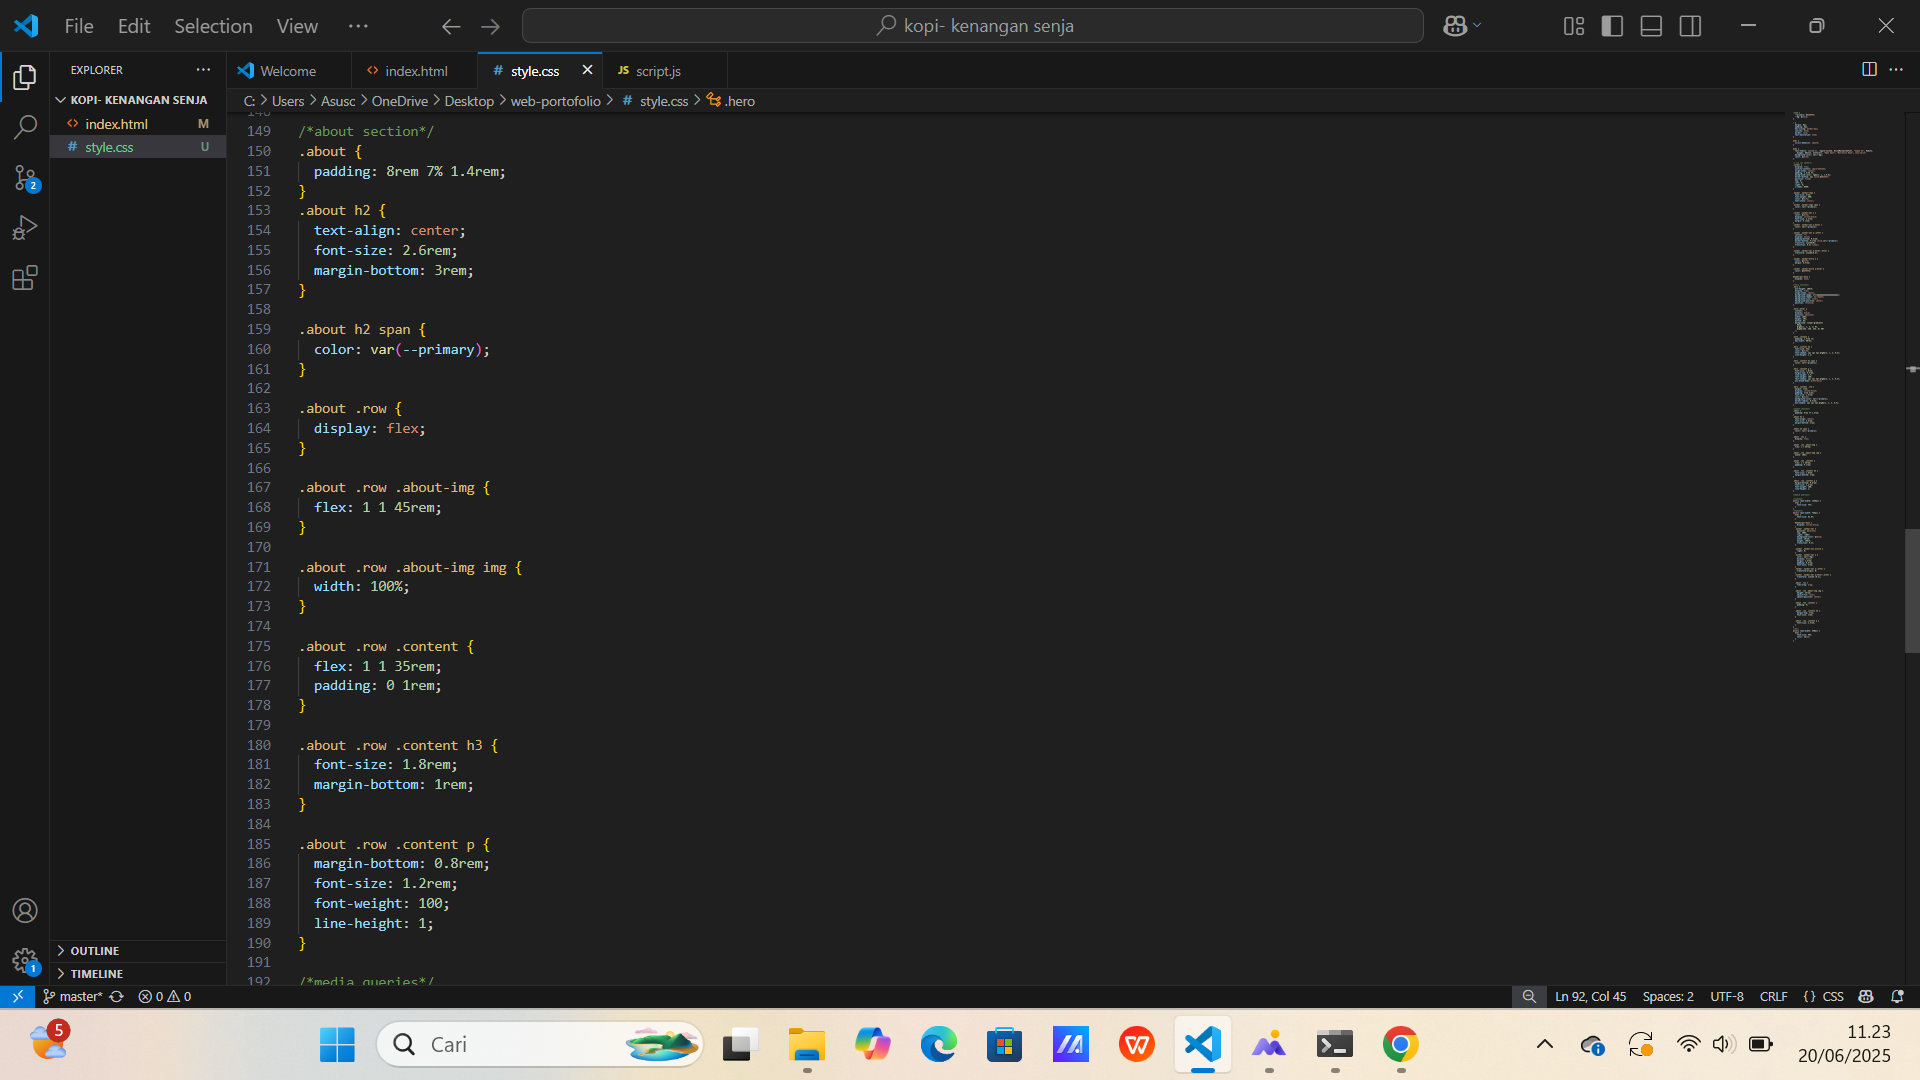 File Edit Selection View ...
kopi- kenangan senja
EXPLORER ...
Welcome
index.html
style.css
JS script.js
KOPI- KENANGAN SENJA
index.html M
style.css U
C: > Users > Asusc > OneDrive > Desktop > web-portofolio > # style.css > .hero
148
149 /*about section*/
150 .about {
151 padding: 8rem 7% 1.4rem;
152 }
153 .about h2 {
154 text-align: center;
155 font-size: 2.6rem;
156 margin-bottom: 3rem;
157 }
158
159 .about h2 span {
160 color: var(--primary);
161 }
162
163 .about .row {
164 display: flex;
165 }
166
167 .about .row .about-img {
168 flex: 1 1 45rem;
169 }
170
171 .about .row .about-img img {
172 width: 100%;
173 }
174
175 .about .row .content {
176 flex: 1 1 35rem;
177 padding: 0 1rem;
178 }
179
180 .about .row .content h3 {
181 font-size: 1.8rem;
182 margin-bottom: 1rem;
183 }
184
185 .about .row .content p {
186 margin-bottom: 0.8rem;
187 font-size: 1.2rem;
188 font-weight: 100;
189 line-height: 1;
190 }
191
192 /*media queries*/
2
1
OUTLINE
TIMELINE
master* 0 0
Ln 92, Col 45 Spaces: 2 UTF-8 CRLF {} CSS
5
Cari
11.23
20/06/2025